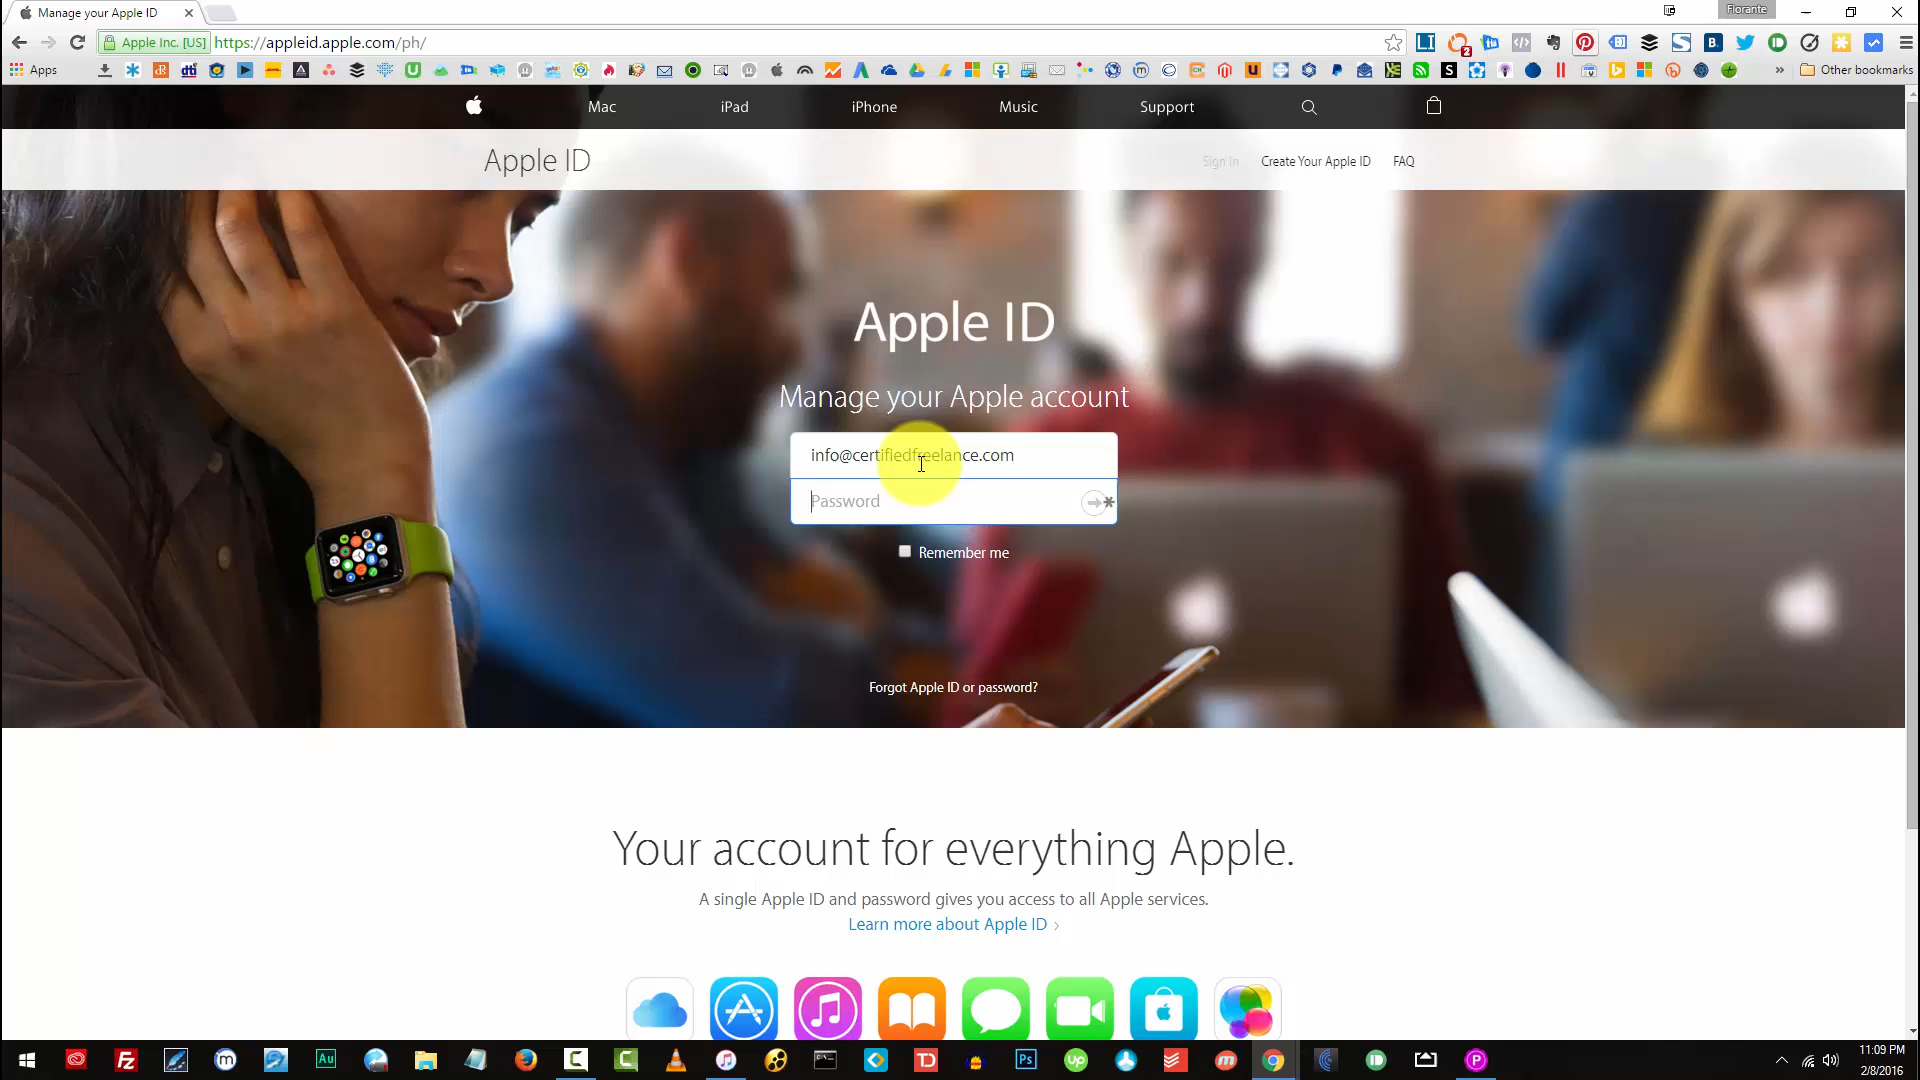 Manage your Apple ID
Florante
Apple Inc. [US]
https://appleid.apple.com/ph/
Apps
Other bookmarks
Mac
iPad
iPhone
Music
Support
Apple ID
Sign In
Create Your Apple ID
FAQ
Apple ID
Manage your Apple account
info@certifiedfreelance.com
Password
Remember me
Forgot Apple ID or password?
Your account for everything Apple.
A single Apple ID and password gives you access to all Apple services.
Learn more about Apple ID
11:09 PM
2/8/2016